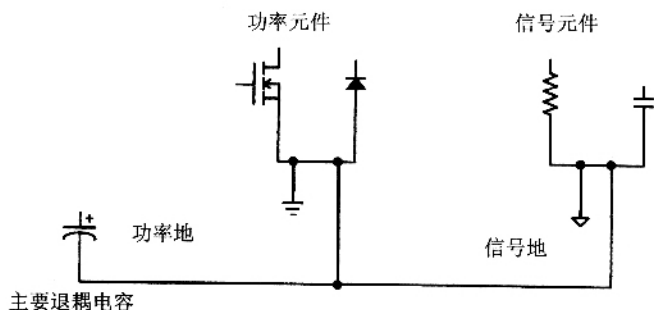 功率元件
信号元件
+
功率地
信号地
主要退耦电容